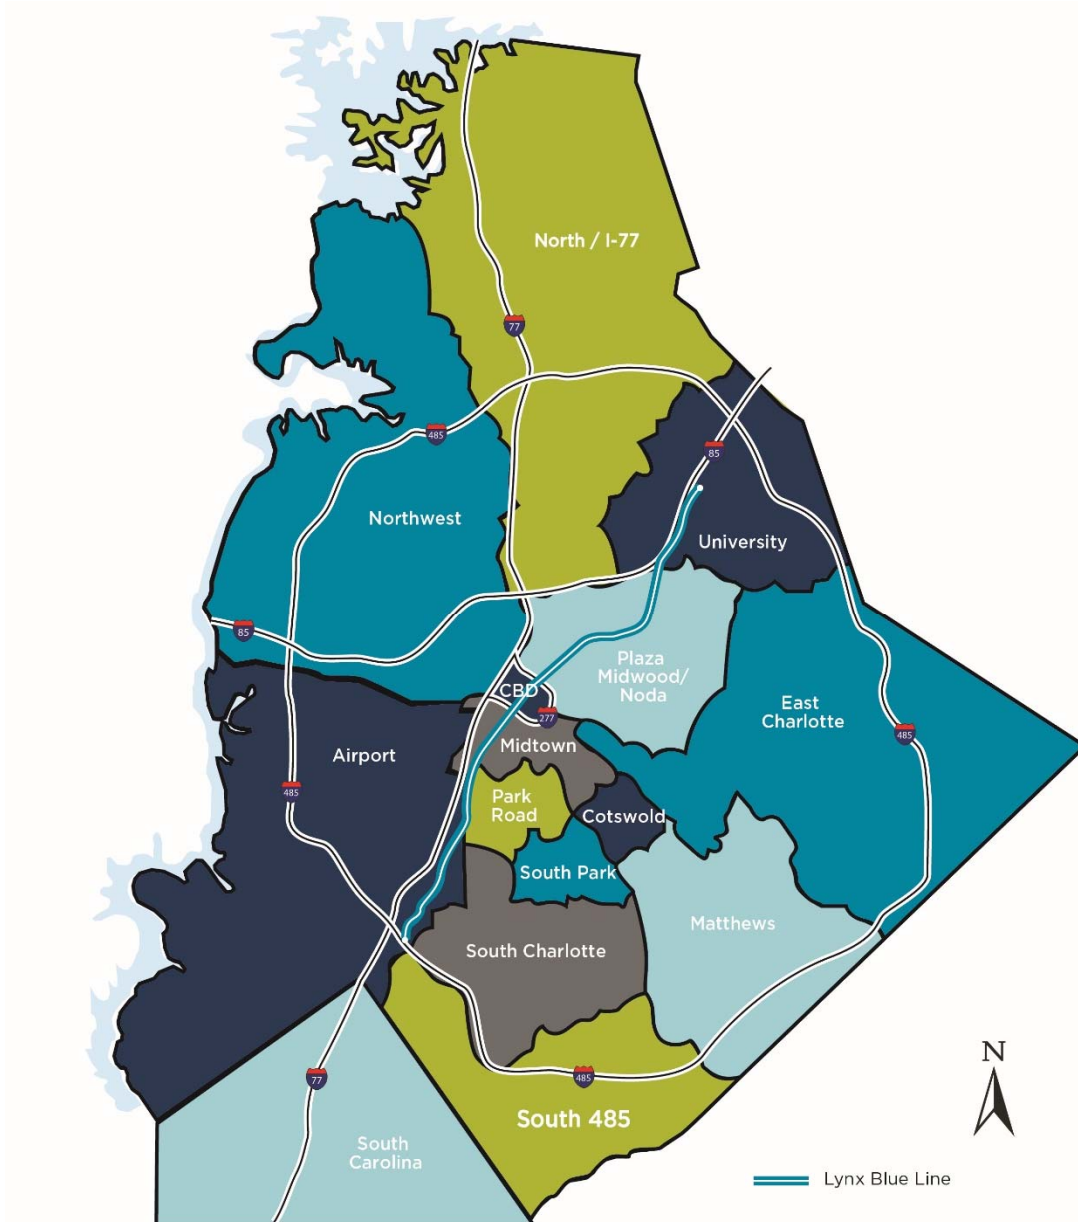 North / I-77
77
485
85
Northwest
University
85
Plaza
Midwood/
Noda
CBD
East
Charlotte
277
485
Midtown
Airport
485
Park
Road
Cotswold
South Park
Matthews
South Charlotte
N
77
485
South 485
South
Carolina
Lynx Blue Line